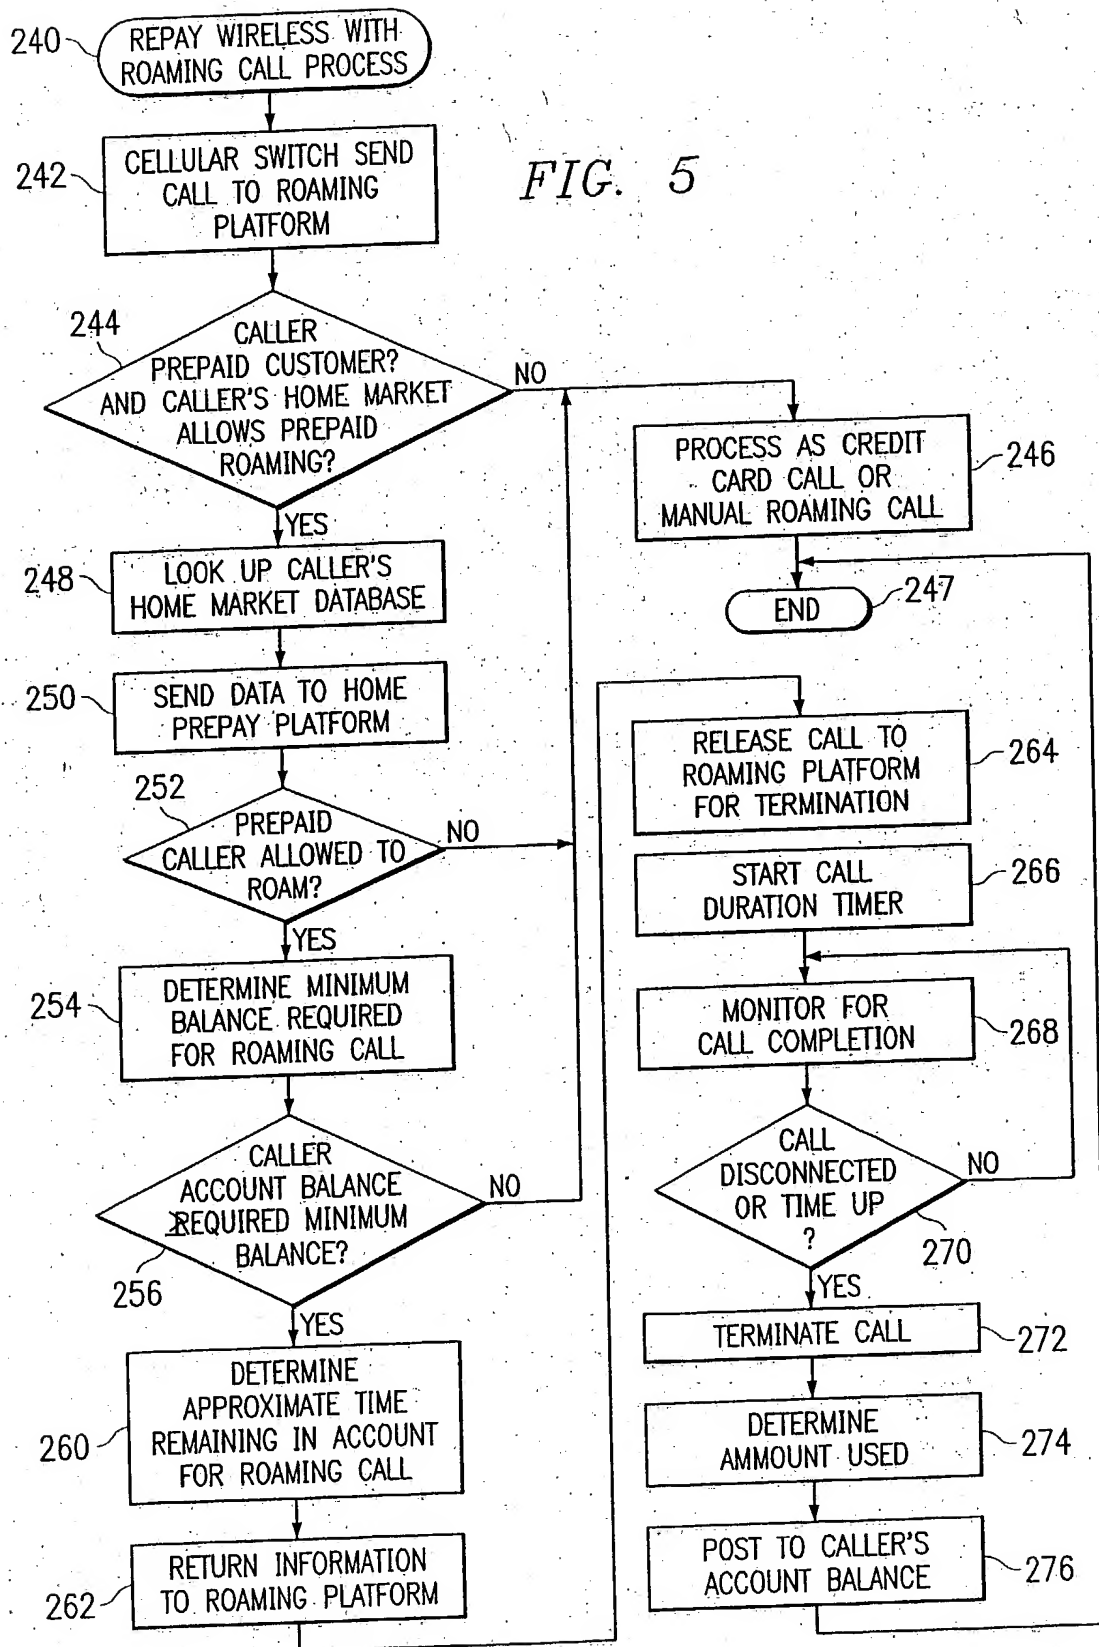 240
REPAY WIRELESS WITH
ROAMING CALL PROCESS
242
CELLULAR SWITCH SEND
CALL TO ROAMING
PLATFORM
FIG. 5
244
CALLER
PREPAID CUSTOMER?
AND CALLER'S HOME MARKET
ALLOWS PREPAID
ROAMING?
NO
YES
PROCESS AS CREDIT
CARD CALL OR
MANUAL ROAMING CALL
246
END
247
248
LOOK UP CALLER'S
HOME MARKET DATABASE
250
SEND DATA TO HOME
PREPAY PLATFORM
252
PREPAID
CALLER ALLOWED TO
ROAM?
NO
YES
254
DETERMINE MINIMUM
BALANCE REQUIRED
FOR ROAMING CALL
CALLER
ACCOUNT BALANCE
≥REQUIRED MINIMUM
BALANCE?
256
NO
YES
260
DETERMINE
APPROXIMATE TIME
REMAINING IN ACCOUNT
FOR ROAMING CALL
262
RETURN INFORMATION
TO ROAMING PLATFORM
RELEASE CALL TO
ROAMING PLATFORM
FOR TERMINATION
264
START CALL
DURATION TIMER
266
MONITOR FOR
CALL COMPLETION
268
CALL
DISCONNECTED
OR TIME UP
?
NO
270
YES
TERMINATE CALL
272
DETERMINE
AMMOUNT USED
274
POST TO CALLER'S
ACCOUNT BALANCE
276